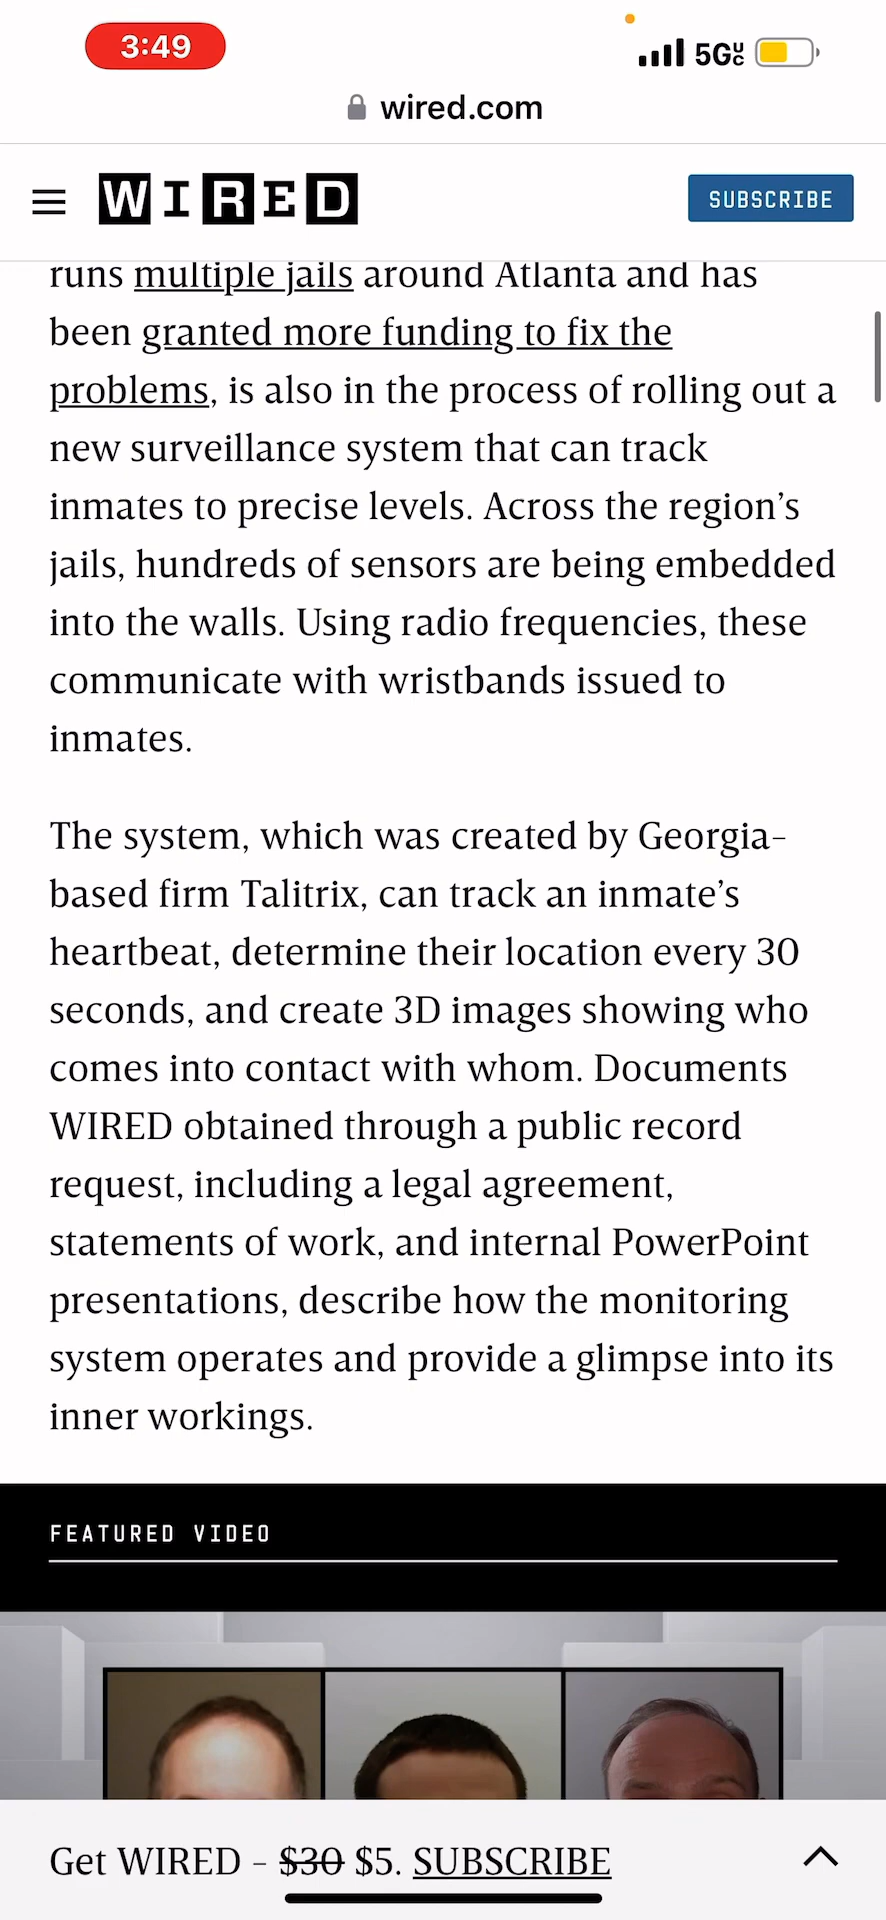 3:49
5G UC
wired.com
WIRED
SUBSCRIBE
runs multiple jails around Atlanta and has
been granted more funding to fix the
problems, is also in the process of rolling out a
new surveillance system that can track
inmates to precise levels. Across the region’s
jails, hundreds of sensors are being embedded
into the walls. Using radio frequencies, these
communicate with wristbands issued to
inmates.
The system, which was created by Georgia-
based firm Talitrix, can track an inmate’s
heartbeat, determine their location every 30
seconds, and create 3D images showing who
comes into contact with whom. Documents
WIRED obtained through a public record
request, including a legal agreement,
statements of work, and internal PowerPoint
presentations, describe how the monitoring
system operates and provide a glimpse into its
inner workings.
FEATURED VIDEO
Get WIRED - $30 $5. SUBSCRIBE